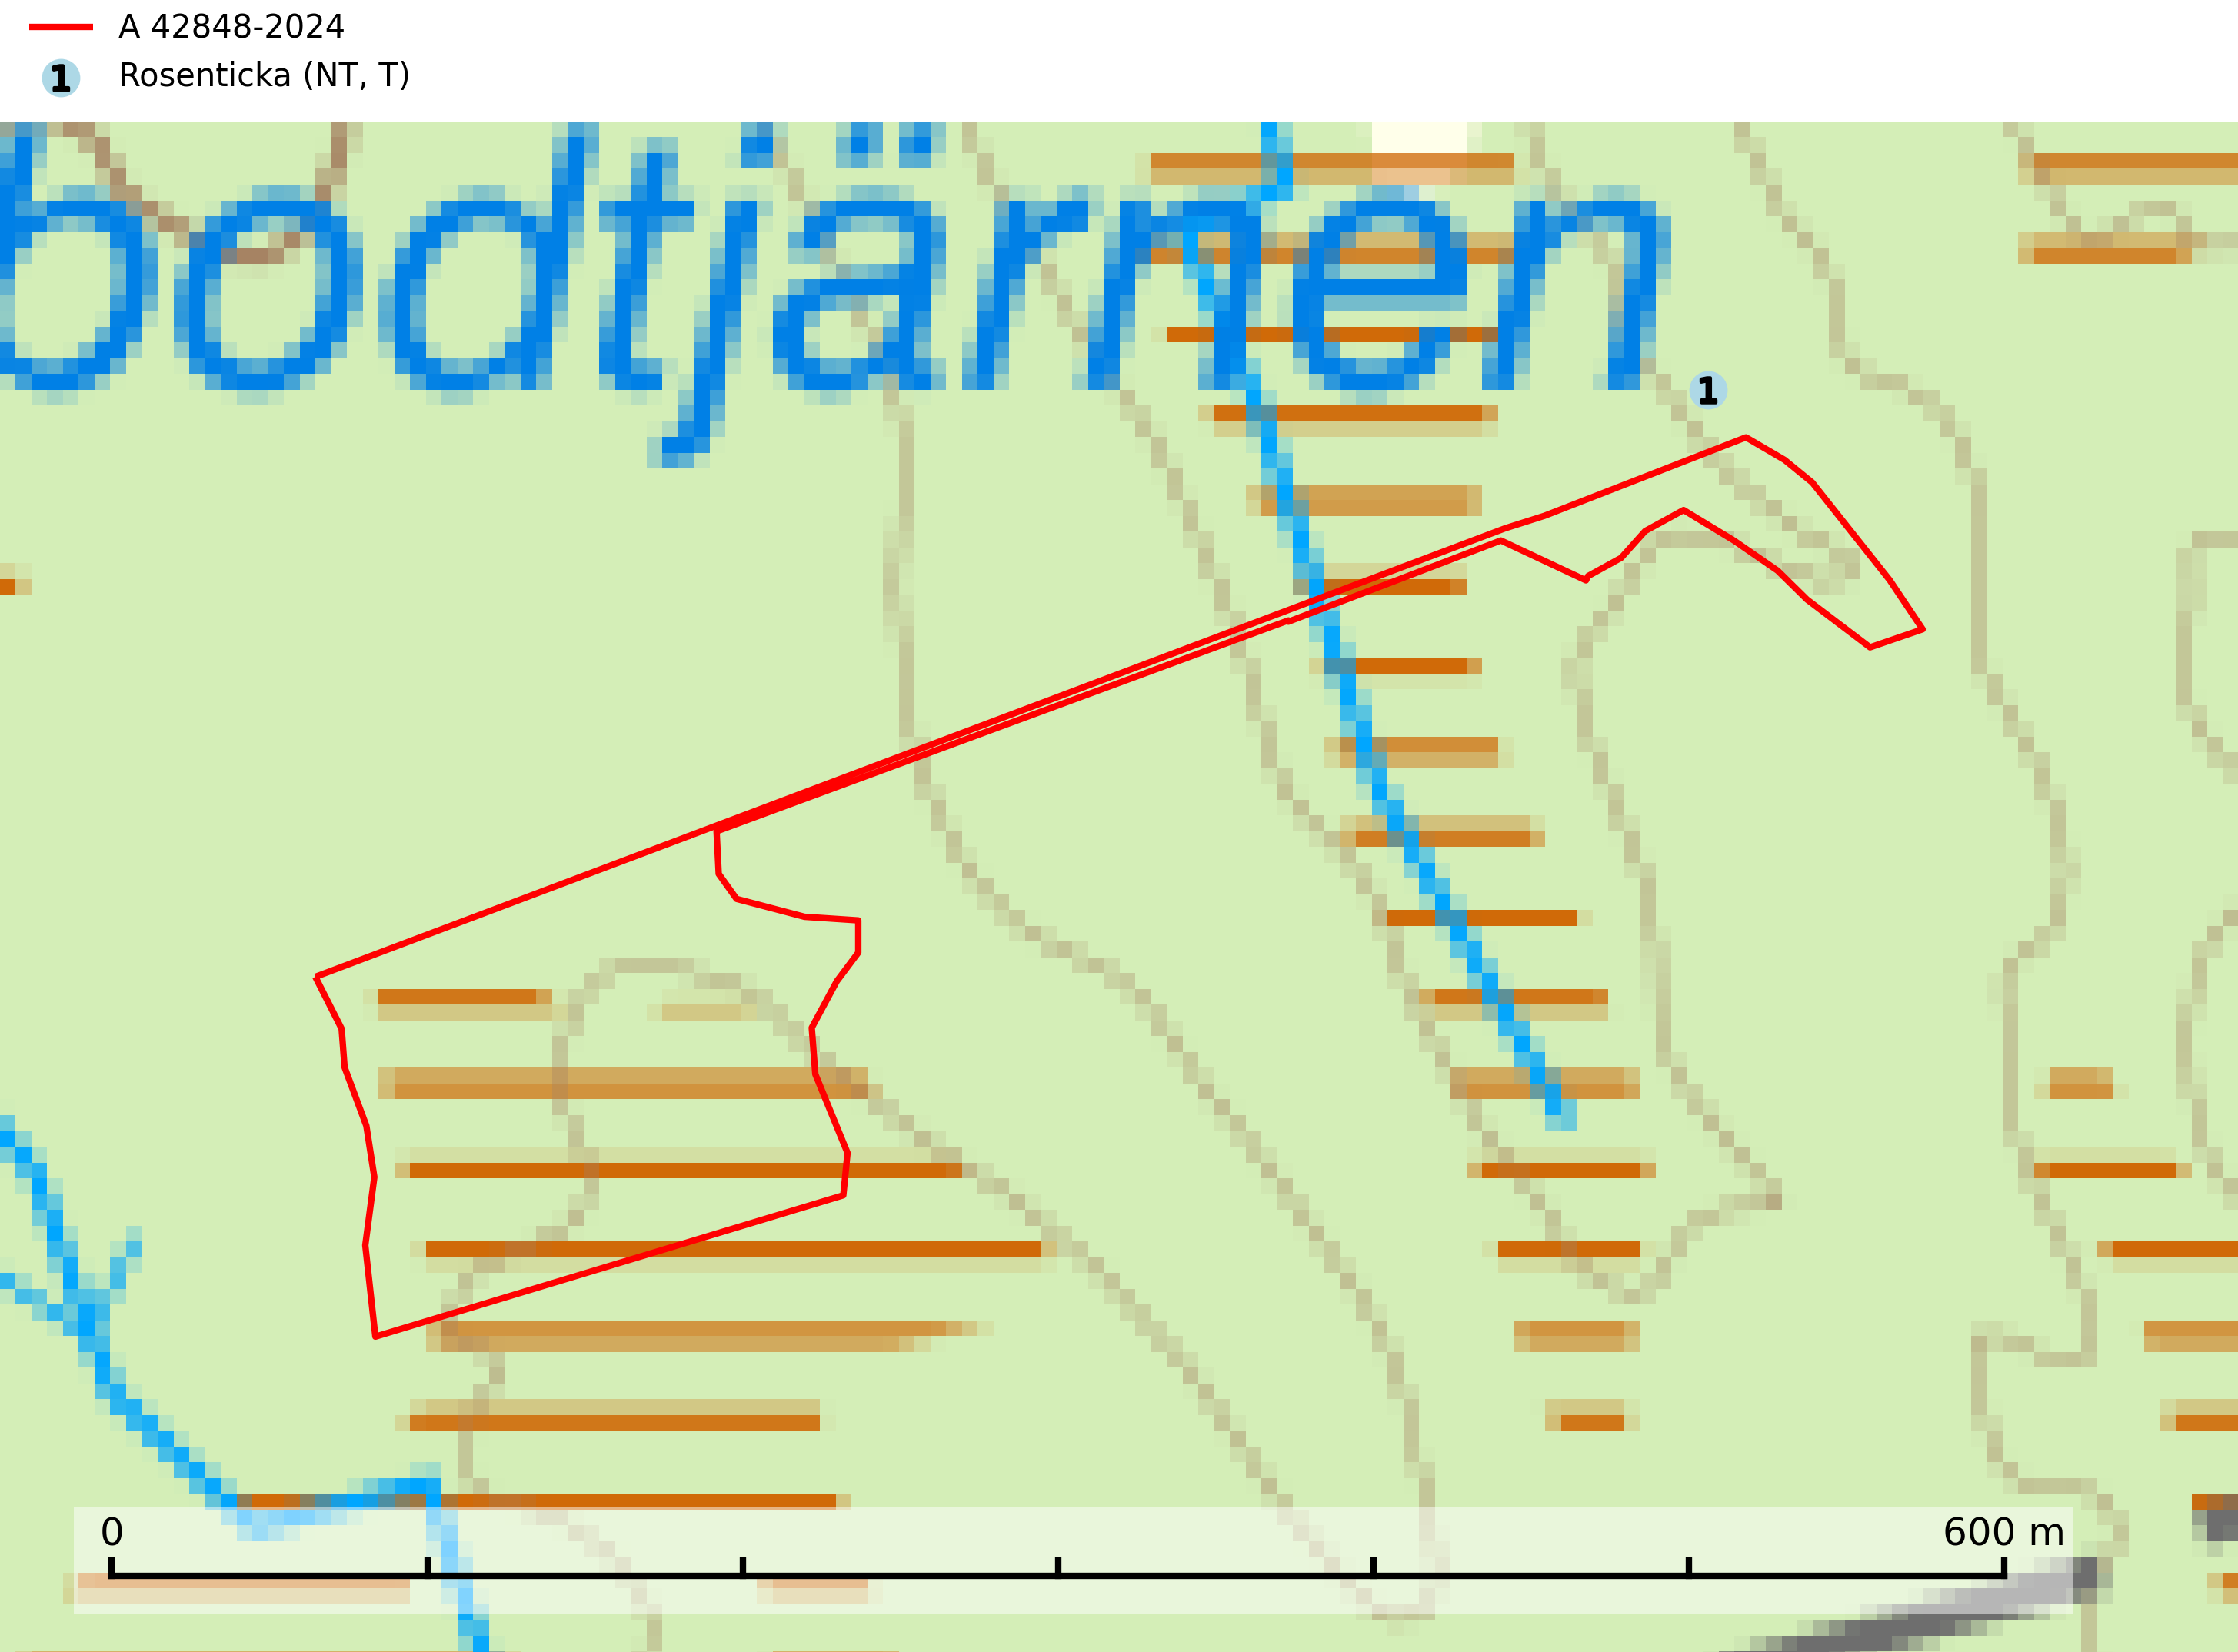 A 42848-2024
1 Rosenticka (NT, T)
bodtjärnen
1
0 600 m